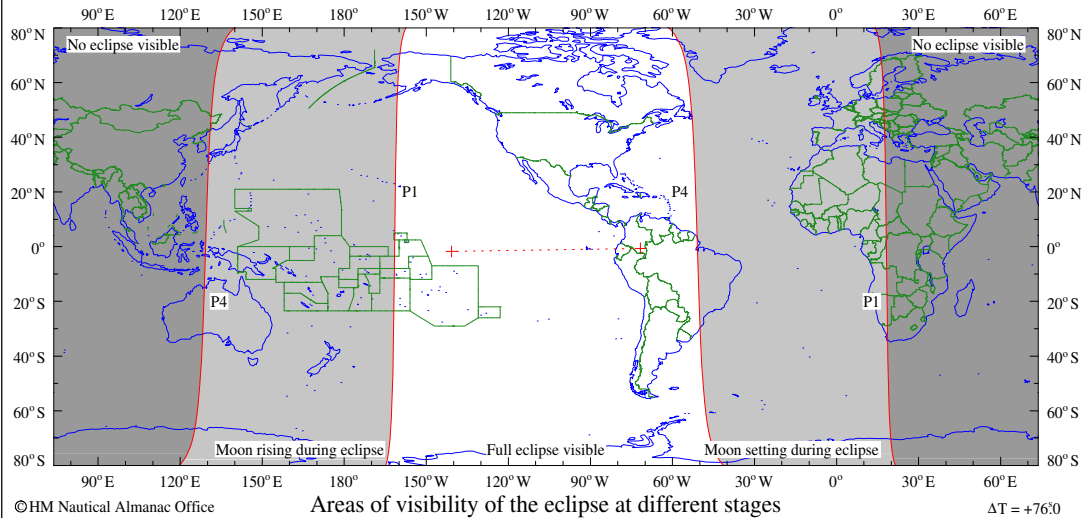 90° E 120° E 150° E 180° 150° W 120° W 90° W 60° W 30° W 0° 30° E 60° E
80° N 80° N
No eclipse visible No eclipse visible
60° N 60° N
40° N 40° N
P1 P4
20° N 20° N
0° 0°
P4 P1
20° S 20° S
40° S 40° S
60° S 60° S
Moon rising during eclipse Full eclipse visible Moon setting during eclipse
80° S 80° S
90° E 120° E 150° E 180° 150° W 120° W 90° W 60° W 30° W 0° 30° E 60° E
©HM Nautical Almanac Office Areas of visibility of the eclipse at different stages ΔT = +76ˢ.0